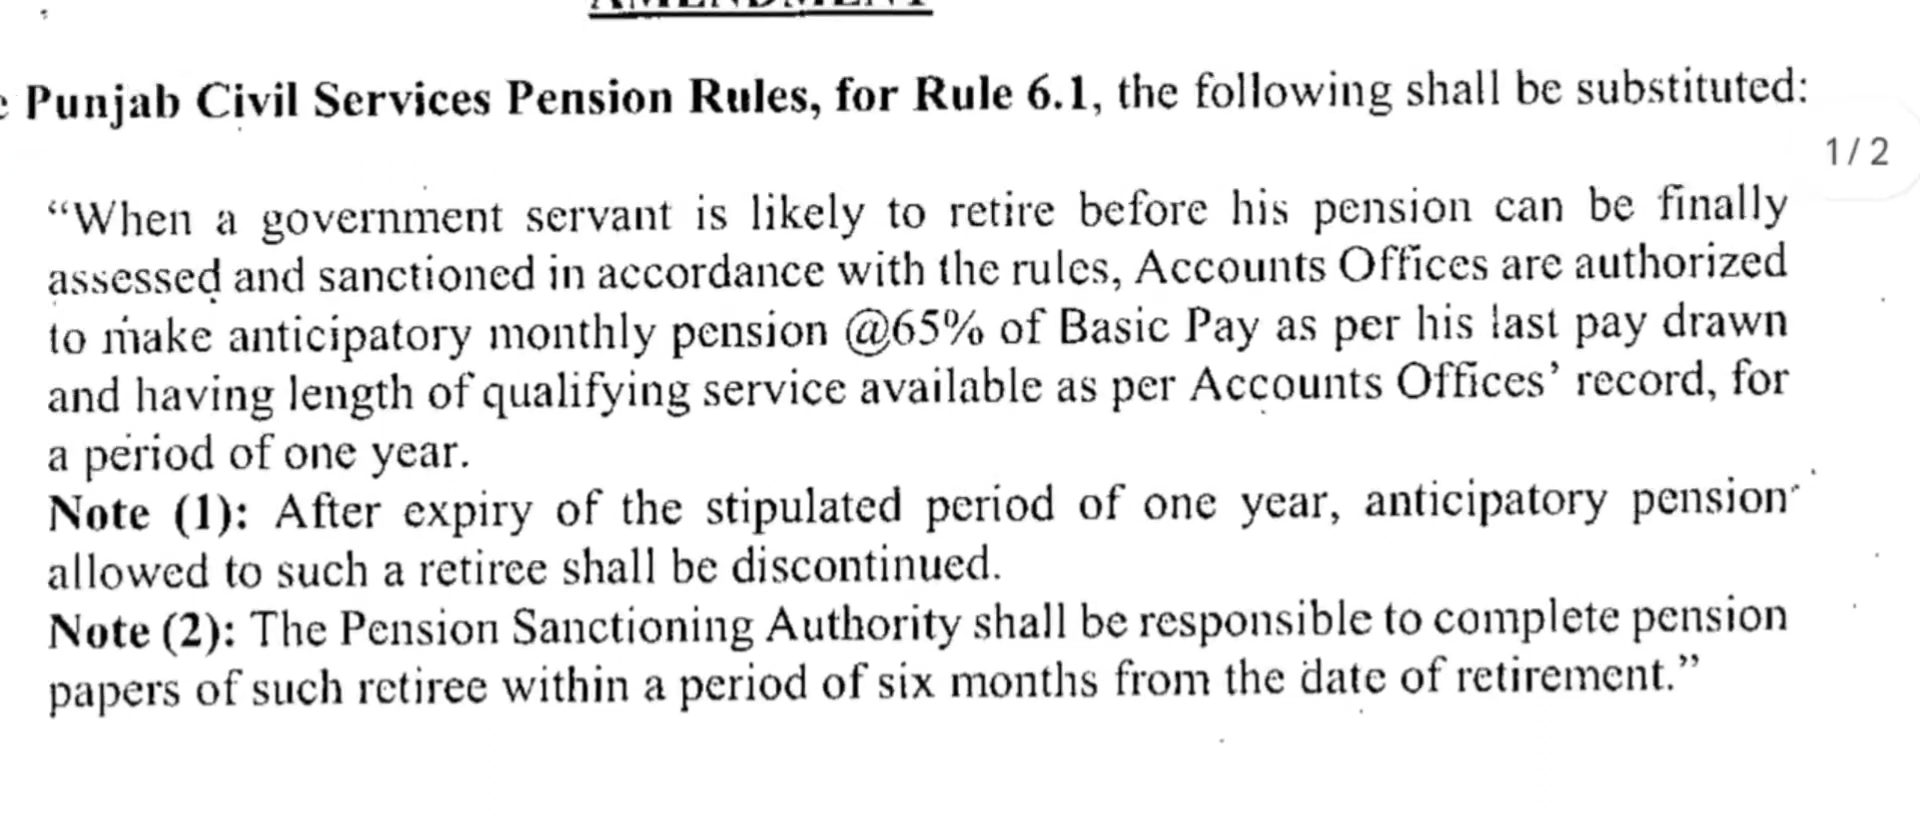 AMENDMENT
Punjab Civil Services Pension Rules, for Rule 6.1, the following shall be substituted:
1/2
“When a government servant is likely to retire before his pension can be finally
assessed and sanctioned in accordance with the rules, Accounts Offices are authorized
to make anticipatory monthly pension @65% of Basic Pay as per his last pay drawn
and having length of qualifying service available as per Accounts Offices’ record, for
a period of one year.
Note (1): After expiry of the stipulated period of one year, anticipatory pension
allowed to such a retiree shall be discontinued.
Note (2): The Pension Sanctioning Authority shall be responsible to complete pension
papers of such retiree within a period of six months from the date of retirement.”